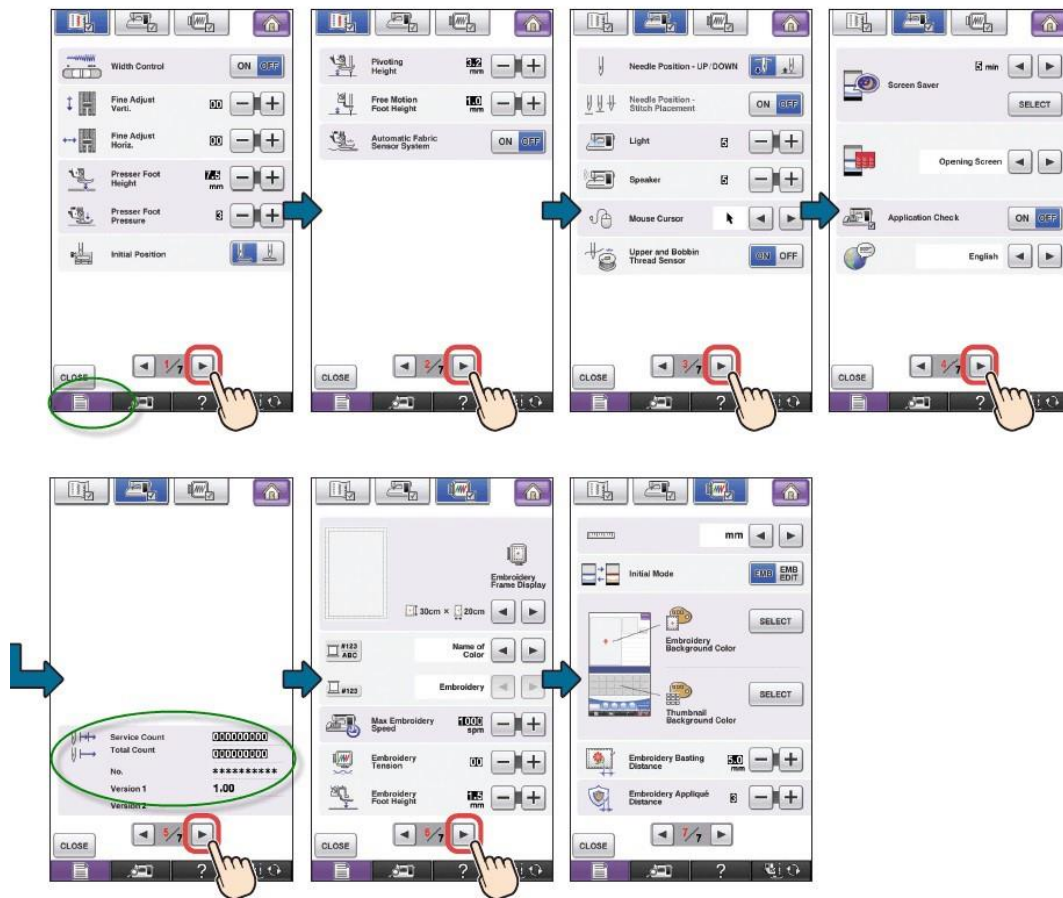 Width Control
ON OFF
Fine Adjust
Verti.
00
Fine Adjust
Horiz.
00
Presser Foot
Height
7.5
mm
Presser Foot
Pressure
3
Initial Position
CLOSE
1/7
?
Pivoting
Height
3.2
mm
Free Motion
Foot Height
1.0
mm
Automatic Fabric
Sensor System
ON OFF
CLOSE
2/7
?
Needle Position - UP/DOWN
Needle Position -
Stitch Placement
ON OFF
Light
5
Speaker
5
Mouse Cursor
Upper and Bobbin
Thread Sensor
ON OFF
CLOSE
3/7
?
Screen Saver
5 min
SELECT
Opening Screen
Application Check
ON OFF
English
CLOSE
4/7
?
Service Count
000000000
Total Count
000000000
No.
**********
Version 1
1.00
Version 2
CLOSE
5/7
?
Embroidery
Frame Display
30cm × 20cm
#123
ABC
Name of
Color
#123
Embroidery
Max Embroidery
Speed
1000
spm
Embroidery
Tension
00
Embroidery
Foot Height
1.5
mm
CLOSE
6/7
?
mm
Initial Mode
EMB
EMB
EDIT
Embroidery
Background Color
SELECT
Thumbnail
Background Color
SELECT
Embroidery Basting
Distance
5.0
mm
Embroidery Appliqué
Distance
3
CLOSE
7/7
?